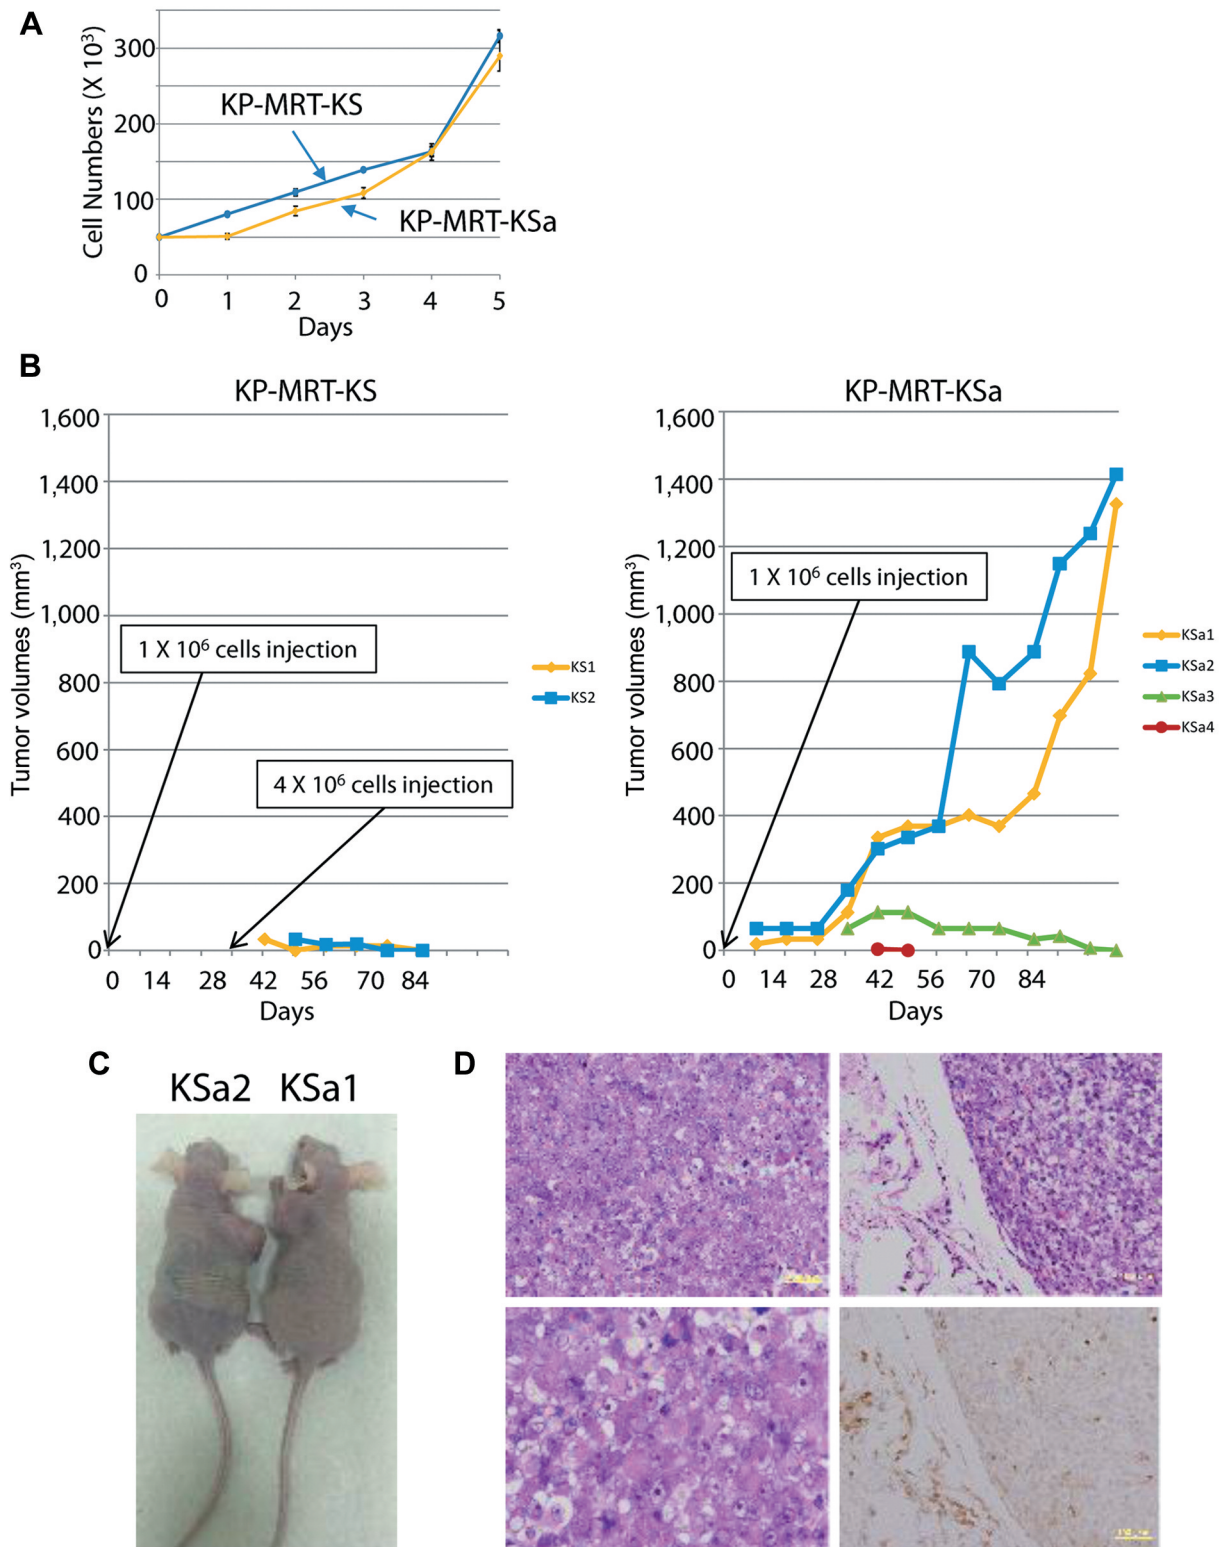 A
Cell Numbers (X 10³)
300
200
100
0
KP-MRT-KS
KP-MRT-KSa
0 1 2 3 4 5
Days
B
KP-MRT-KS
Tumor volumes (mm³)
1,600
1,400
1,200
1,000
800
600
400
200
0
1 X 10⁶ cells injection
4 X 10⁶ cells injection
KS1
KS2
0 14 28 42 56 70 84
Days
KP-MRT-KSa
Tumor volumes (mm³)
1,600
1,400
1,200
1,000
800
600
400
200
0
1 X 10⁶ cells injection
KSa1
KSa2
KSa3
KSa4
0 14 28 42 56 70 84
Days
C
KSa2 KSa1
D